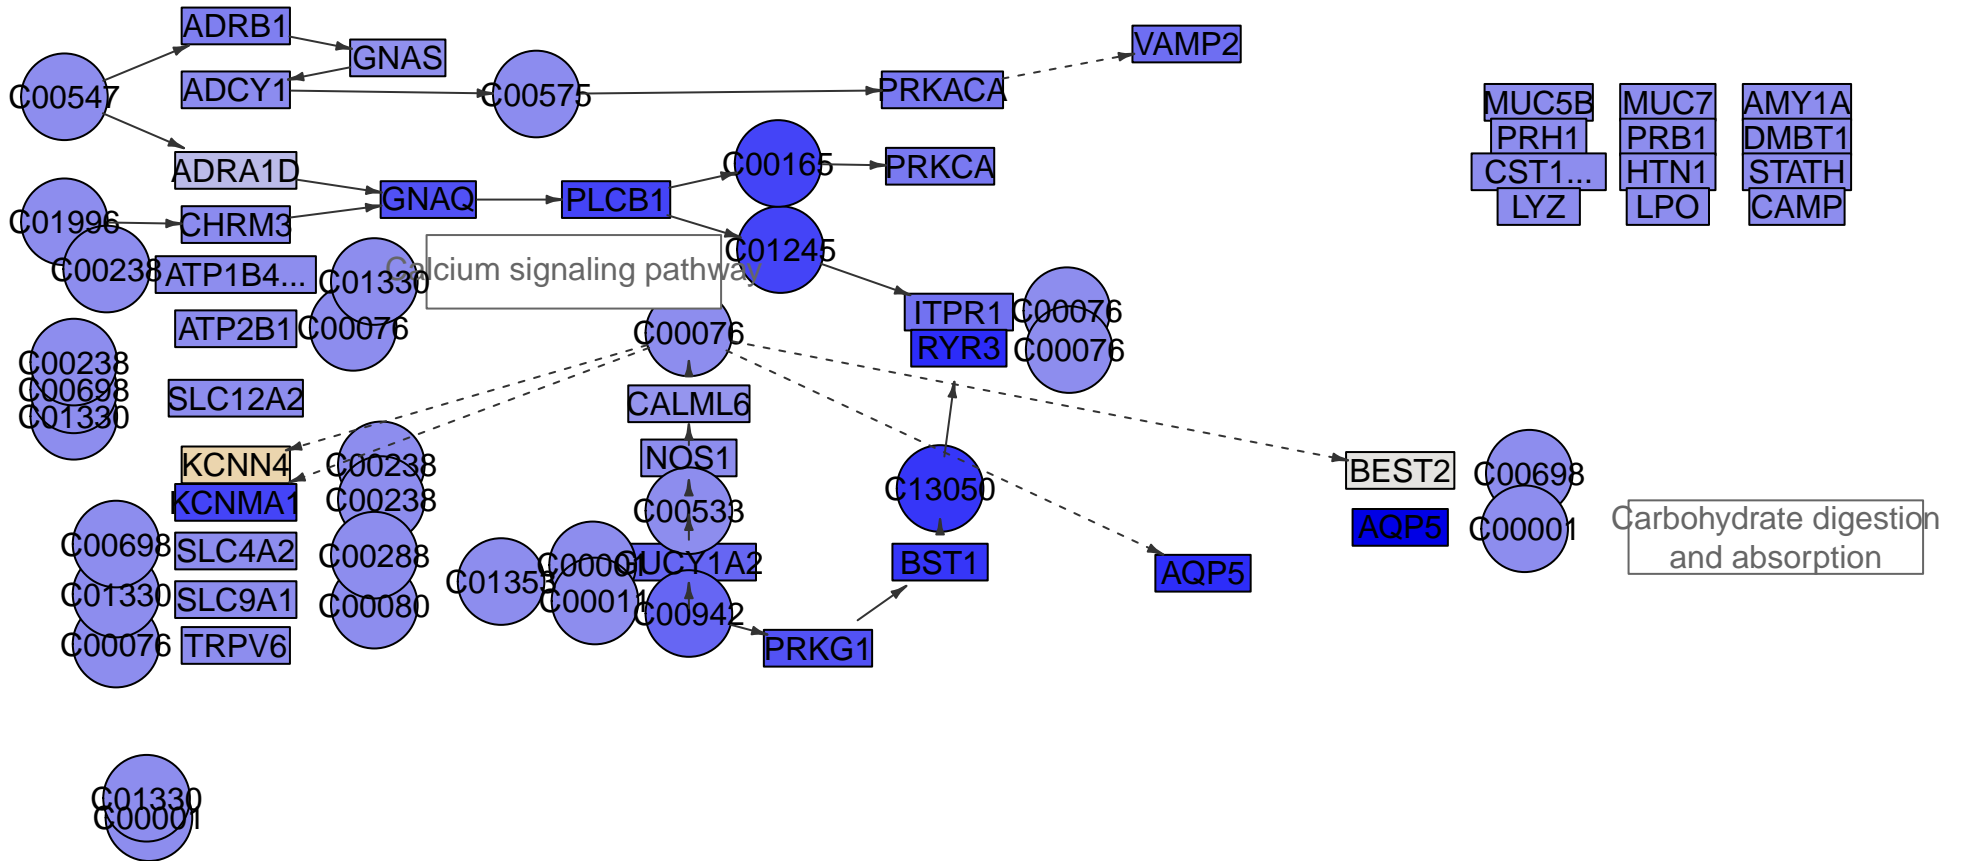 ADRB1
GNAS
VAMP2
C00547
ADCY1
C00575
PRKACA
MUC5B
MUC7
AMY1A
PRH1
PRB1
DMBT1
ADRA1D
C00165
PRKCA
CST1...
HTN1
STATH
GNAQ
PLCB1
LYZ
LPO
CAMP
C01996
CHRM3
C01245
C00238
ATP1B4...
C01330
Calcium signaling pathway
ITPR1
C00076
ATP2B1
C00076
C00076
RYR3
C00076
C00238
C00698
C01330
SLC12A2
CALML6
KCNN4
C00238
NOS1
BEST2
C00698
KCNMA1
C00238
C00533
C13050
AQP5
C00001
Carbohydrate digestion
and absorption
C00698
SLC4A2
C00288
C00001
GUCY1A2
BST1
AQP5
C01353
C01330
SLC9A1
C00080
C00011
C00942
C00076
TRPV6
PRKG1
C01330
C00001